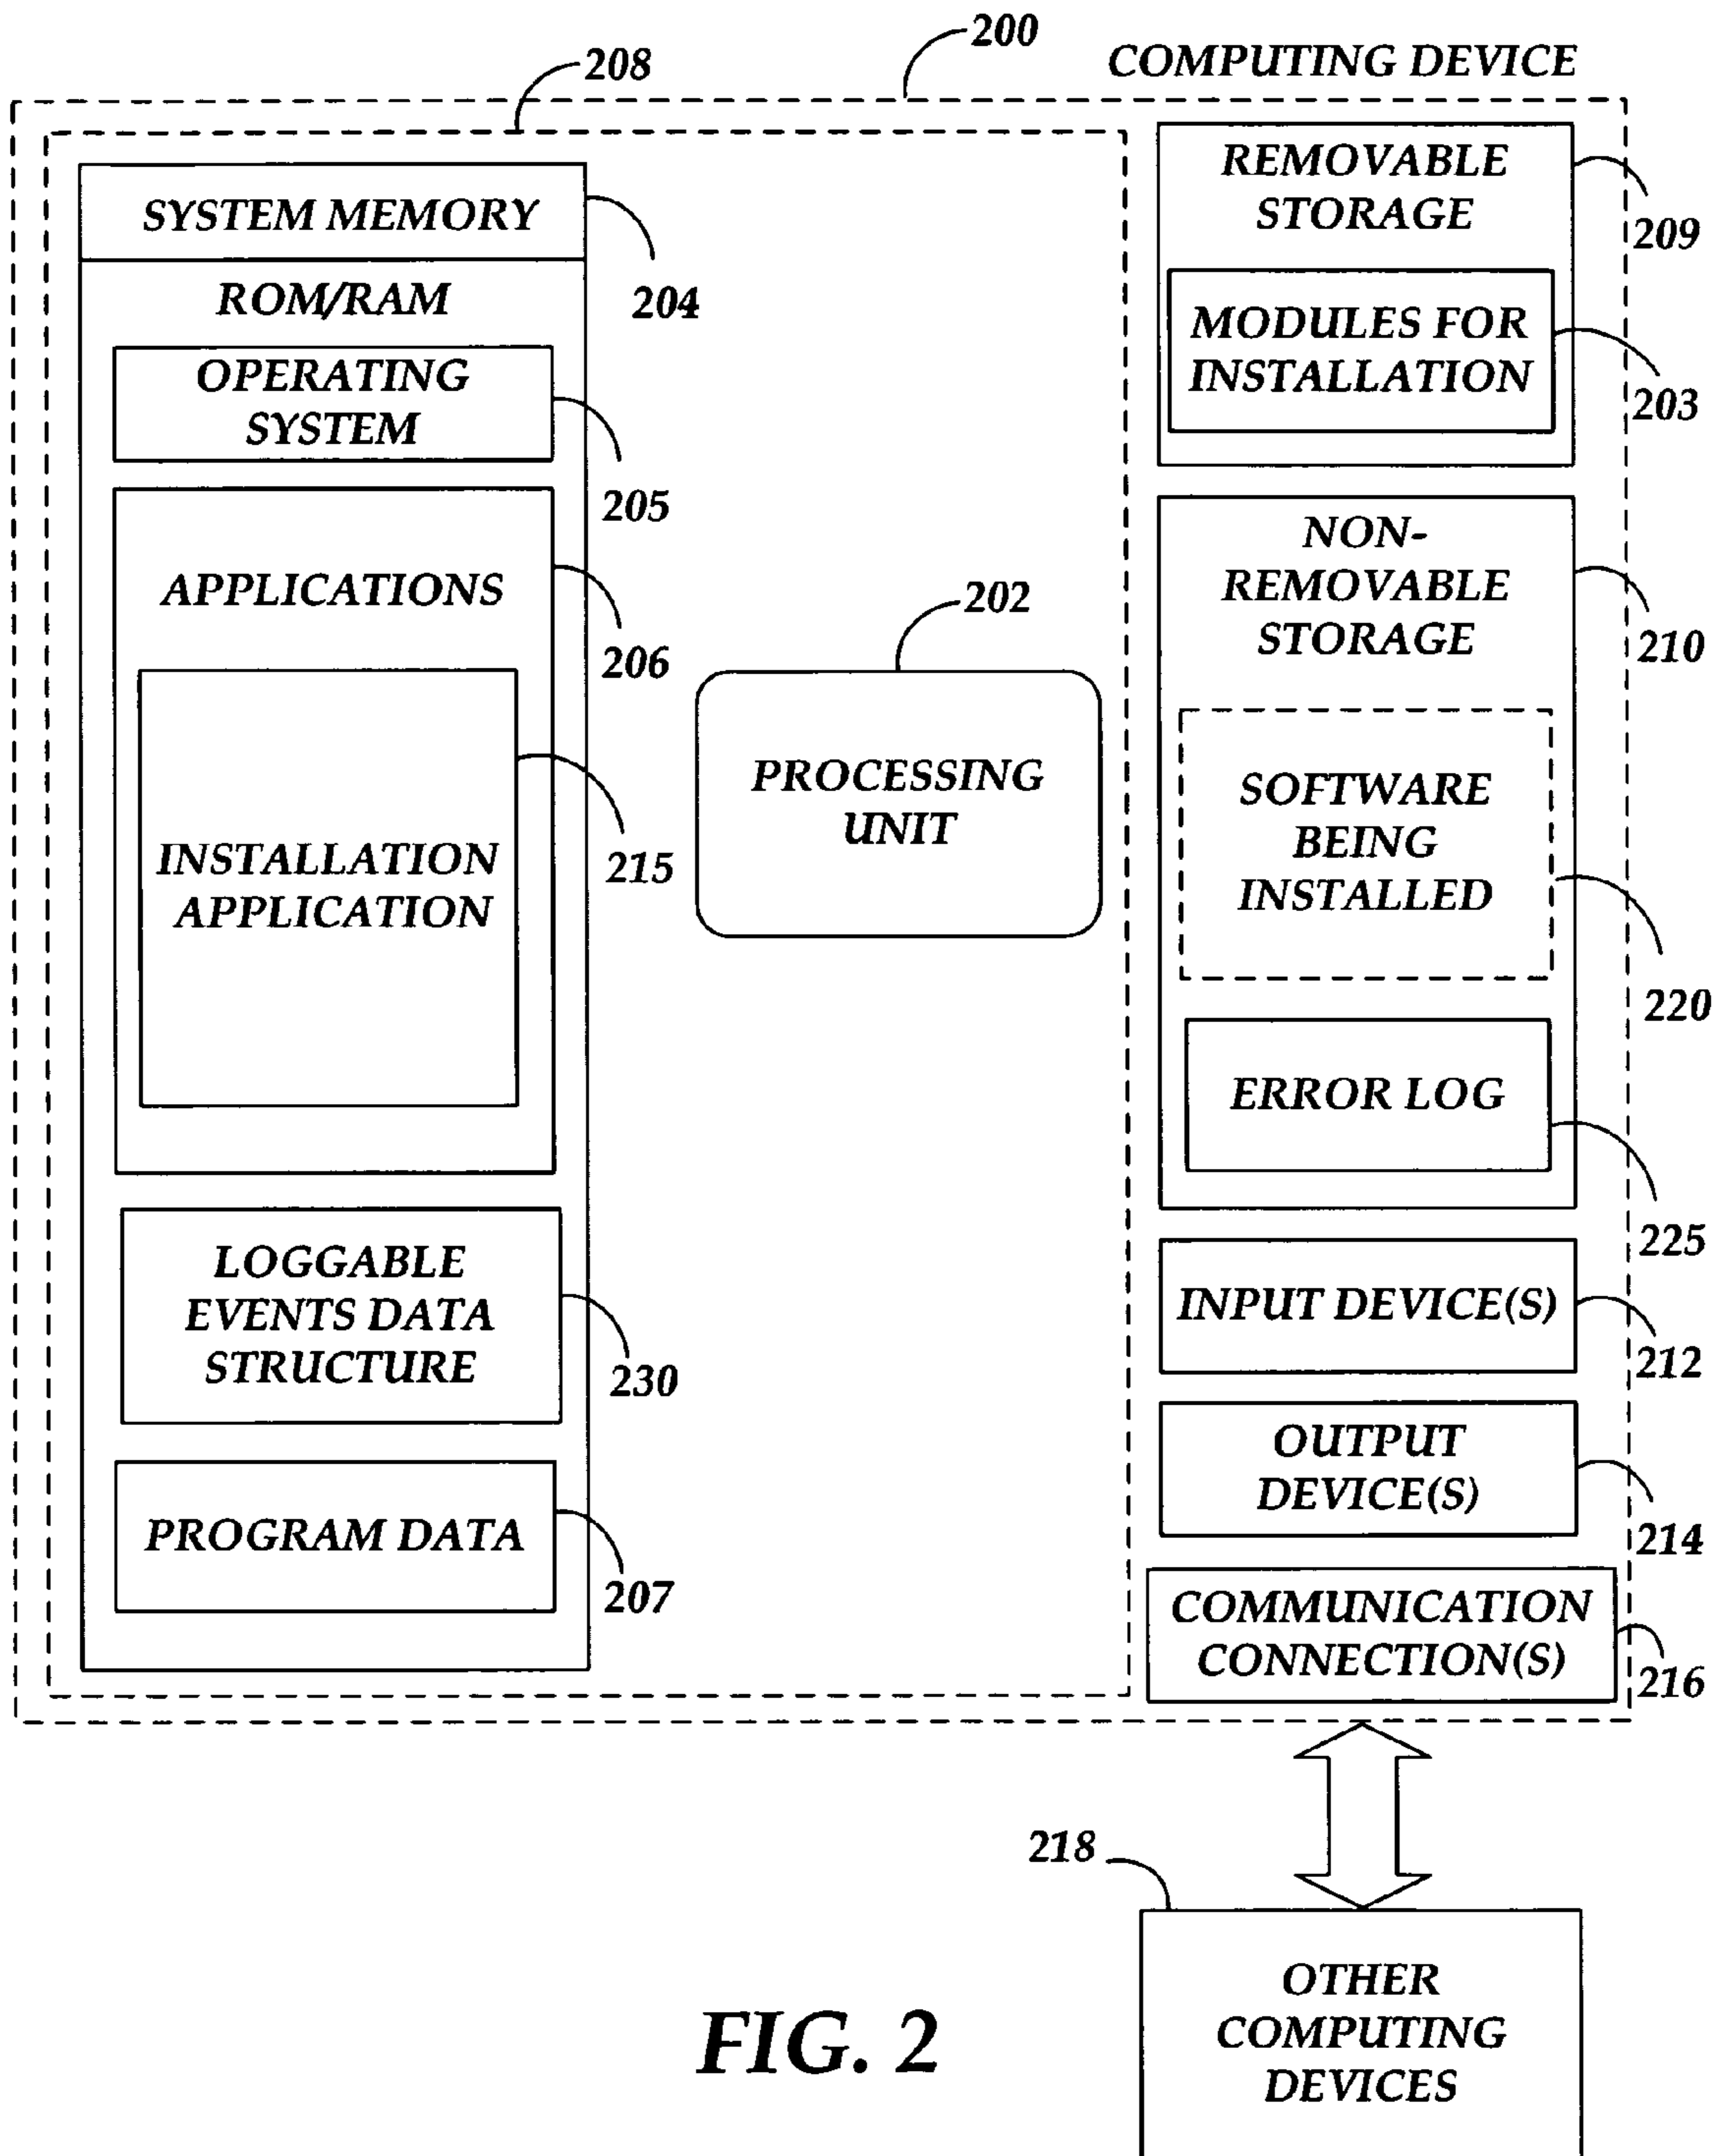 200
COMPUTING DEVICE
208
SYSTEM MEMORY
204
ROM/RAM
OPERATING
SYSTEM
205
APPLICATIONS
206
INSTALLATION
APPLICATION
215
LOGGABLE
EVENTS DATA
STRUCTURE
230
PROGRAM DATA
207
202
PROCESSING
UNIT
REMOVABLE
STORAGE
209
MODULES FOR
INSTALLATION
203
NON-
REMOVABLE
STORAGE
210
SOFTWARE
BEING
INSTALLED
220
ERROR LOG
225
INPUT DEVICE(S)
212
OUTPUT
DEVICE(S)
214
COMMUNICATION
CONNECTION(S)
216
218
OTHER
COMPUTING
DEVICES
FIG. 2